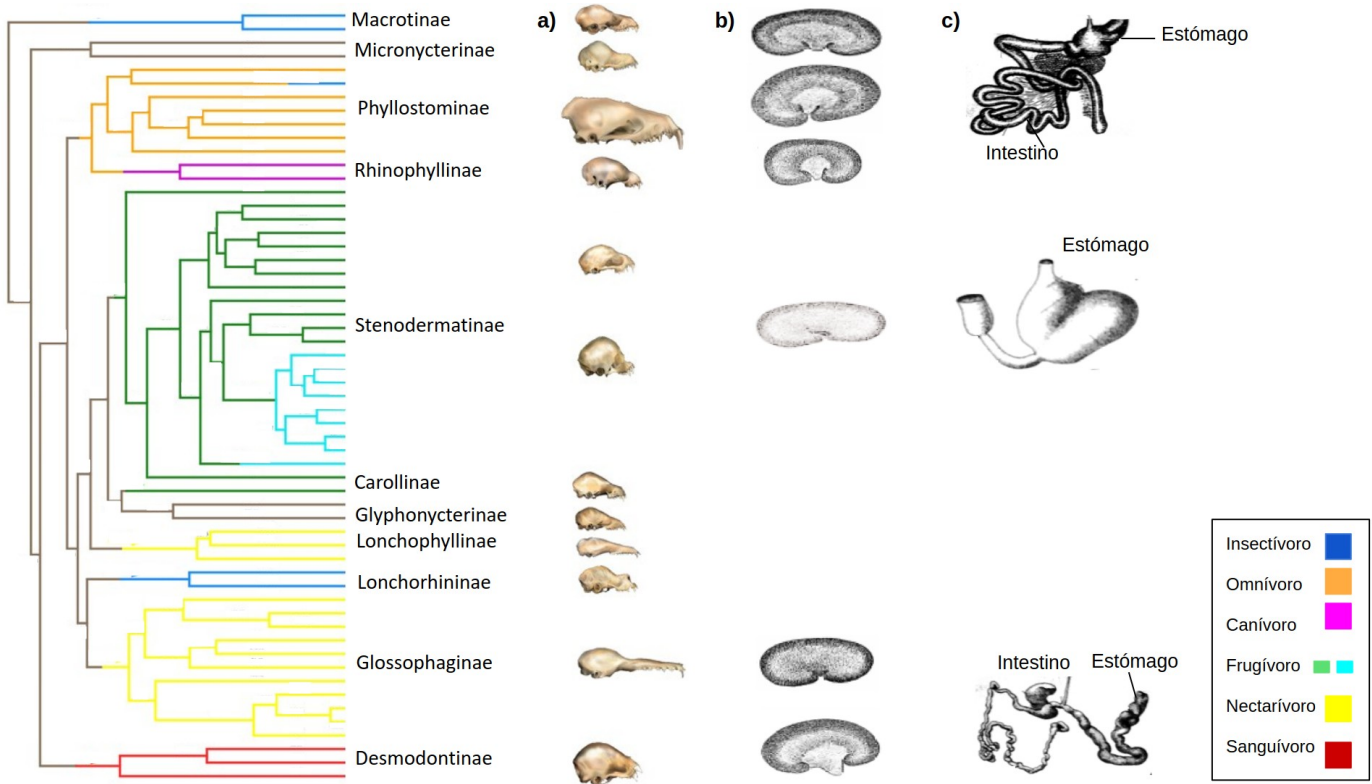 Macrotinae
Micronycterinae
Phyllostominae
Rhinophyllinae
Stenodermatinae
Carollinae
Glyphonycterinae
Lonchophyllinae
Lonchorhininae
Glossophaginae
Desmodontinae
a)
b)
c)
Estómago
Intestino
Estómago
Intestino
Estómago
Insectívoro
Omnívoro
Canívoro
Frugívoro
Nectarívoro
Sanguívoro